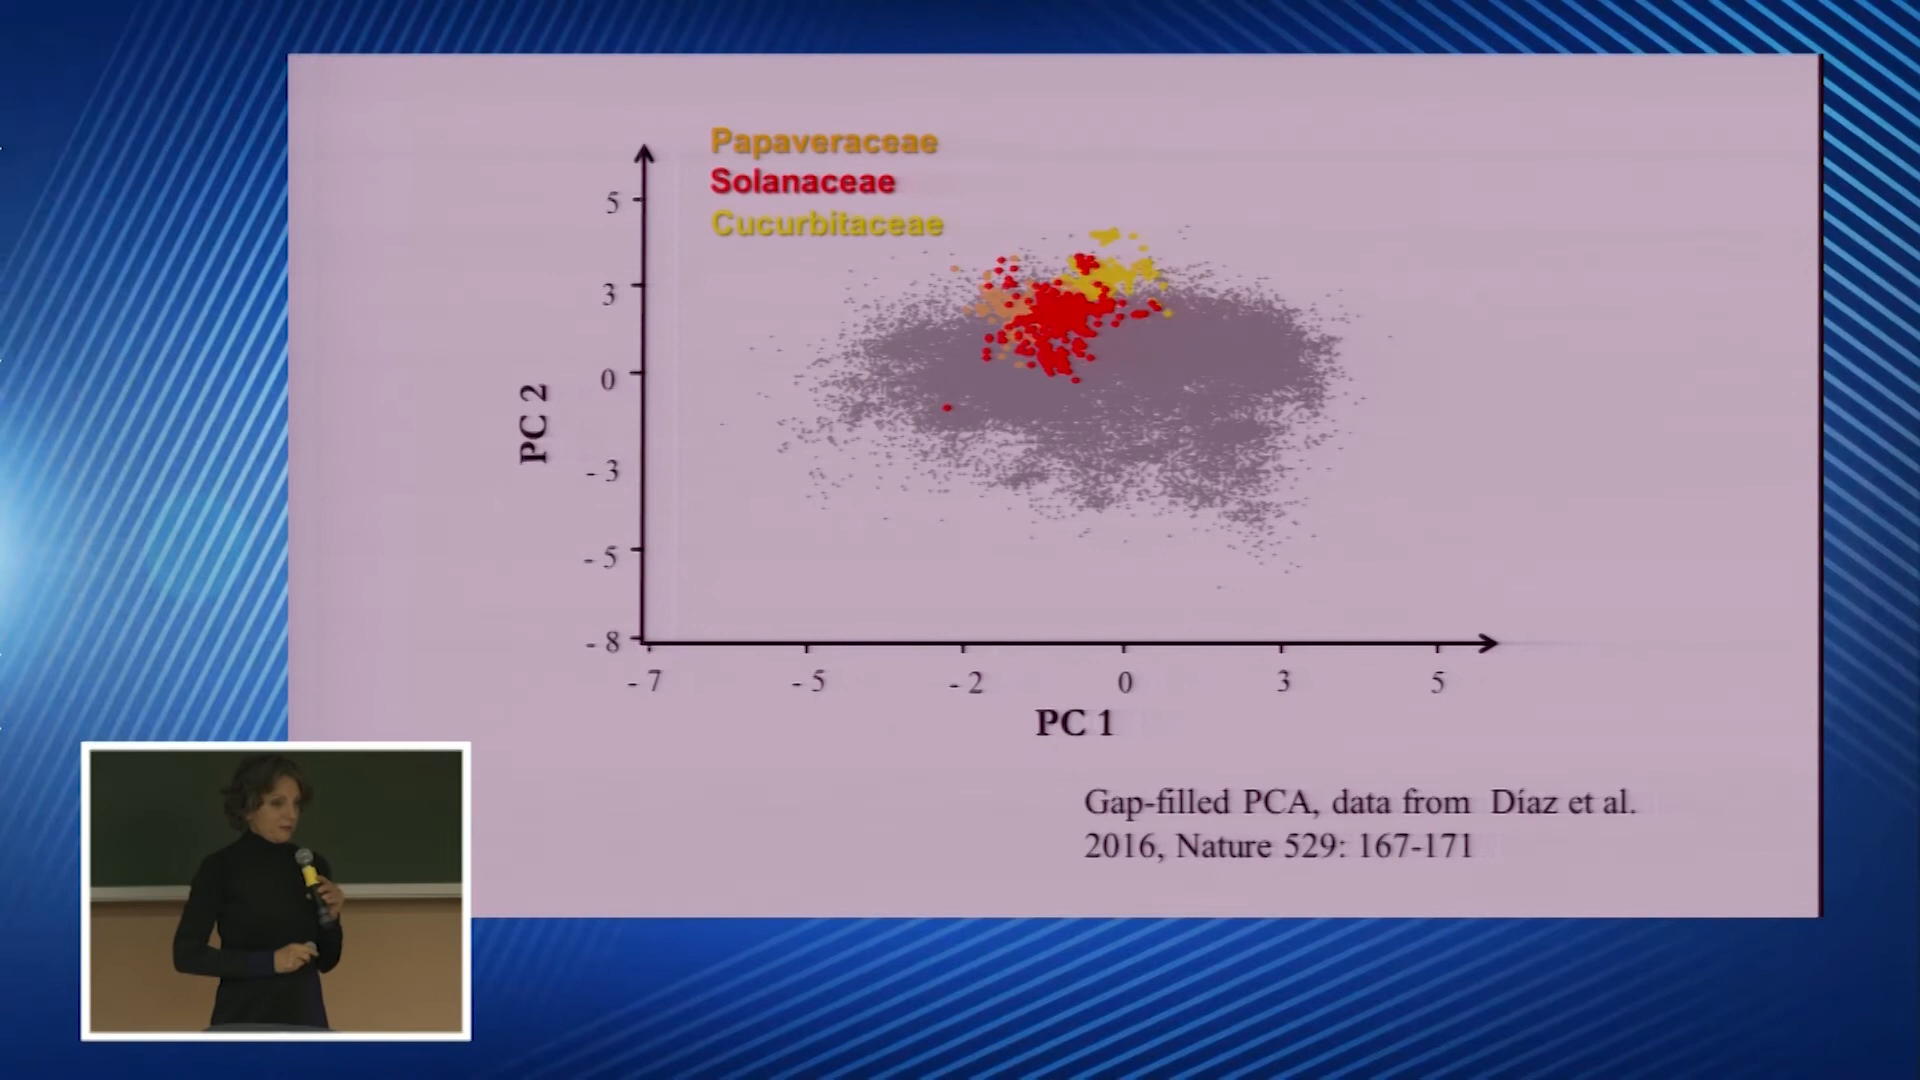 Papaveraceae
Solanaceae
Cucurbitaceae
5
3
0
- 3
- 5
- 8
PC 2
- 7
- 5
- 2
0
3
5
PC 1
Gap-filled PCA, data from Díaz et al.
2016, Nature 529: 167-171